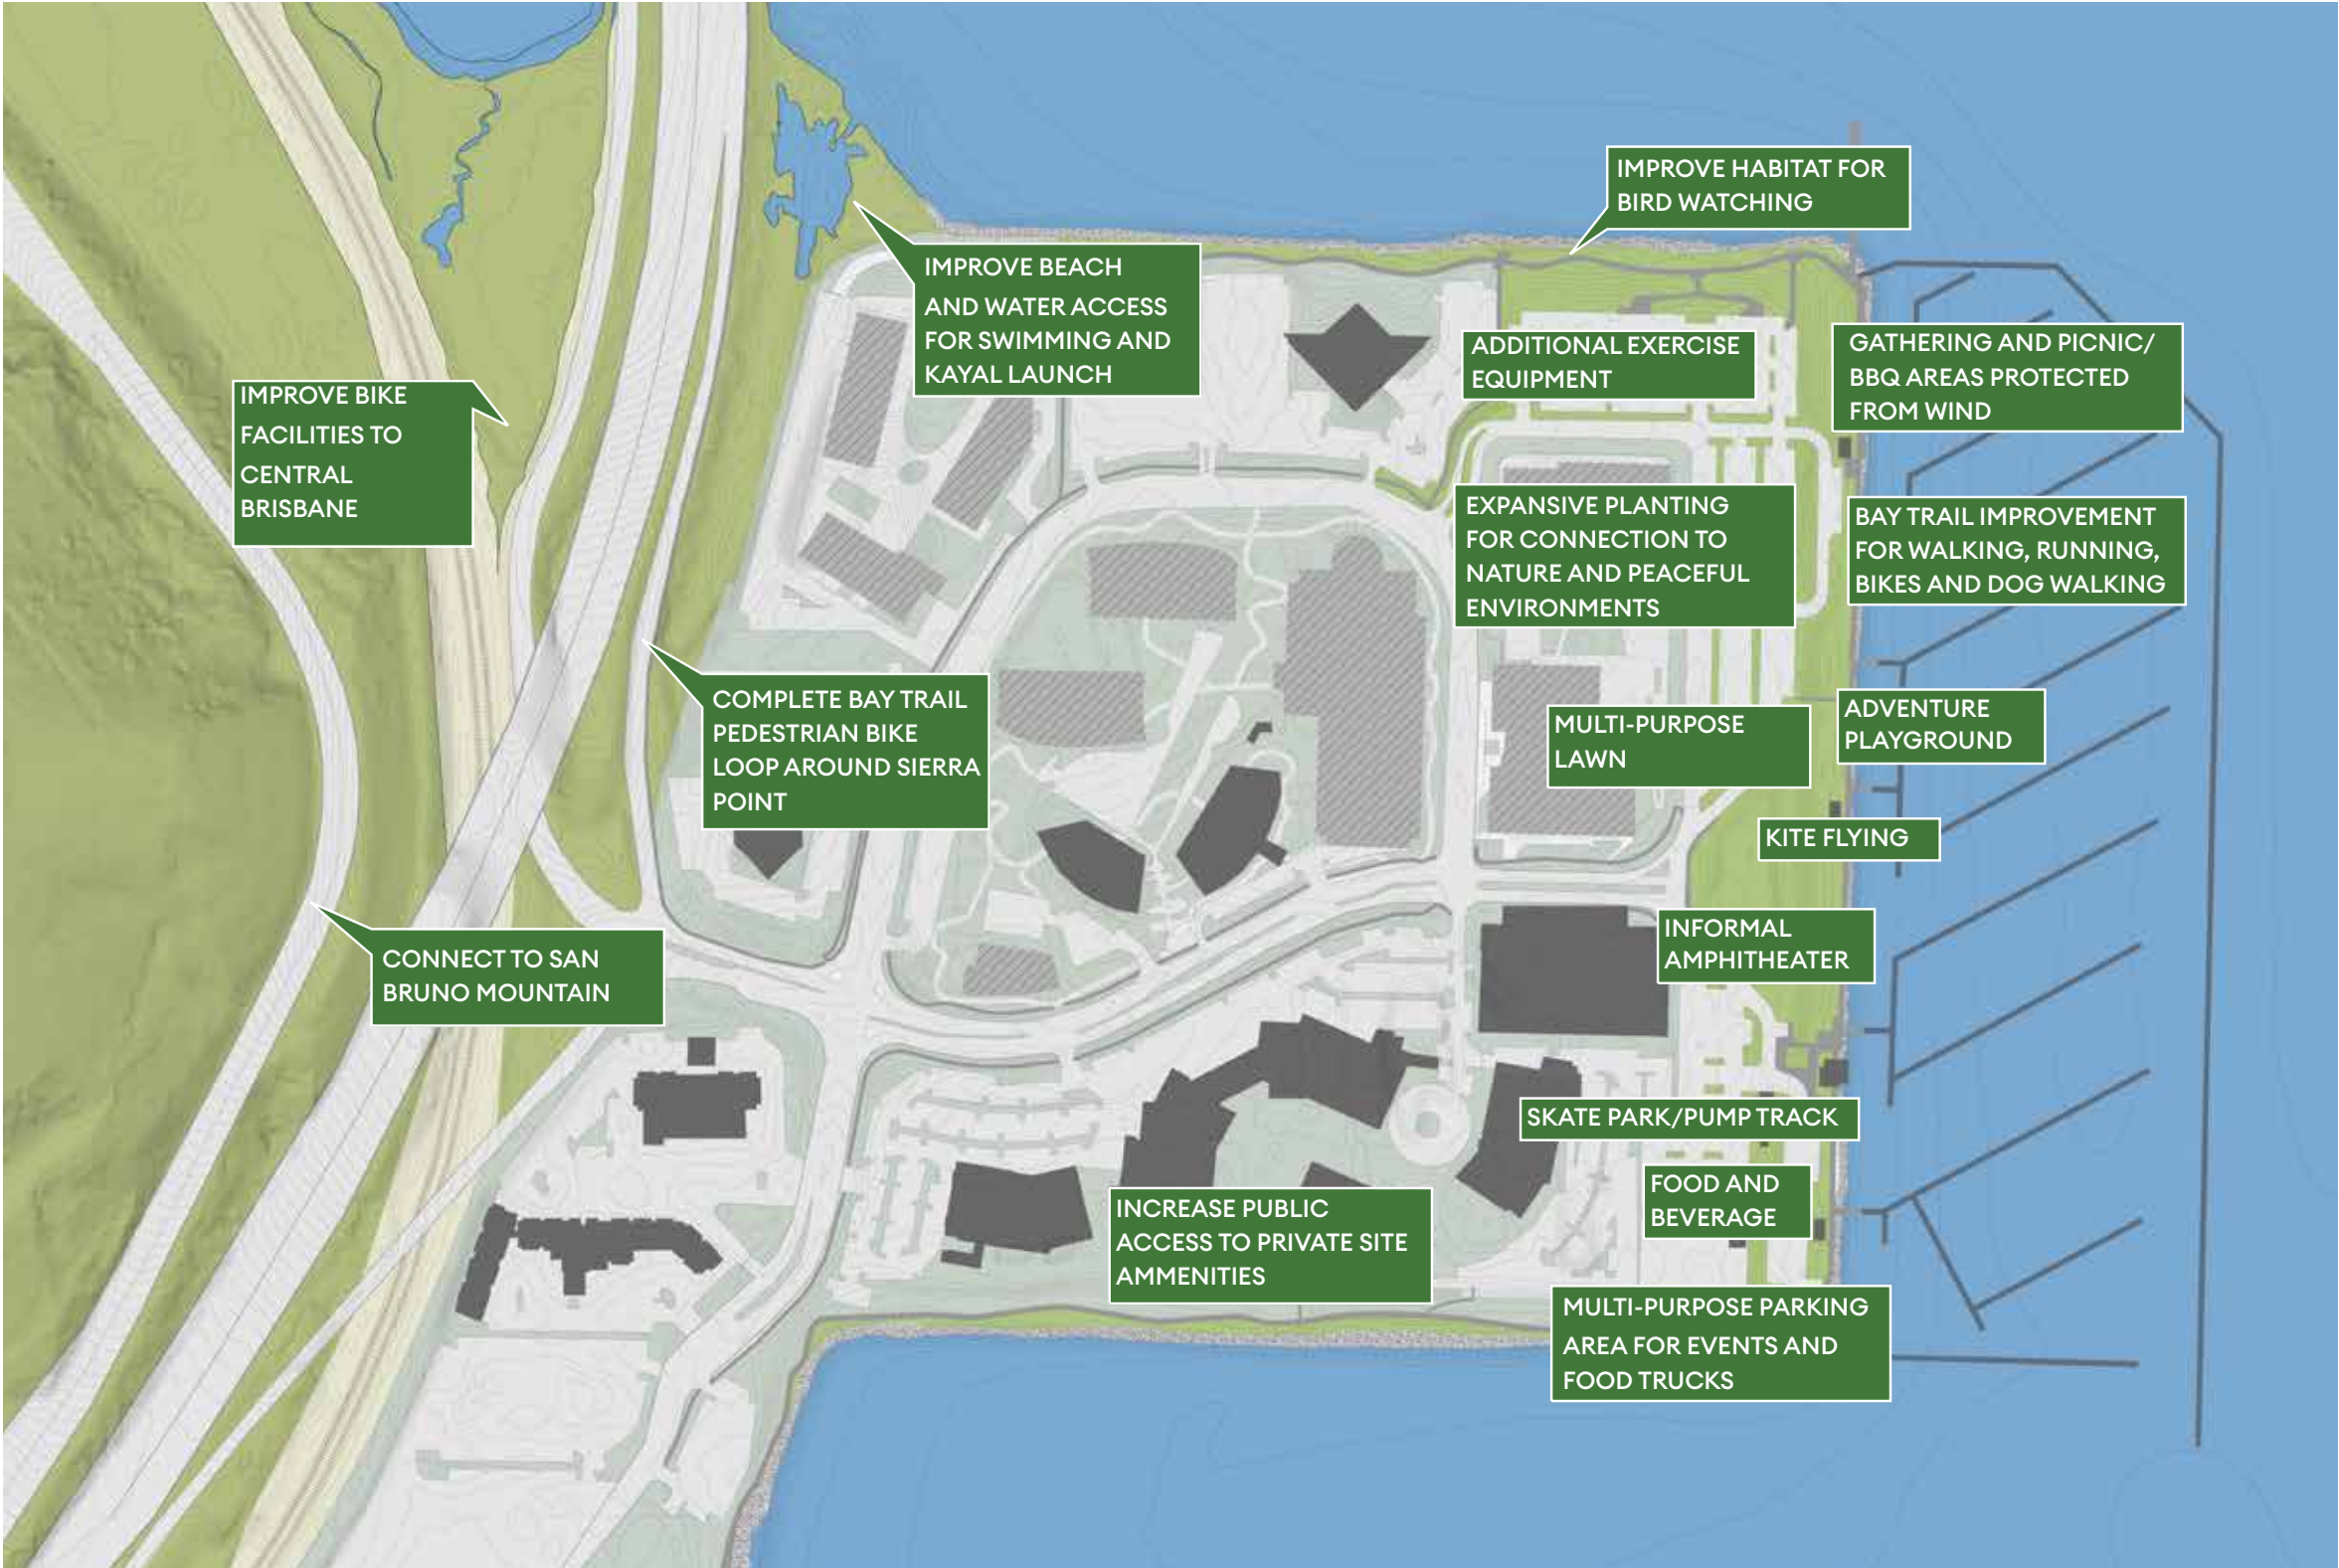 IMPROVE HABITAT FOR
BIRD WATCHING
IMPROVE BEACH
AND WATER ACCESS
FOR SWIMMING AND
KAYAL LAUNCH
ADDITIONAL EXERCISE
EQUIPMENT
GATHERING AND PICNIC/
BBQ AREAS PROTECTED
FROM WIND
IMPROVE BIKE
FACILITIES TO
CENTRAL
BRISBANE
EXPANSIVE PLANTING
FOR CONNECTION TO
NATURE AND PEACEFUL
ENVIRONMENTS
BAY TRAIL IMPROVEMENT
FOR WALKING, RUNNING,
BIKES AND DOG WALKING
COMPLETE BAY TRAIL
PEDESTRIAN BIKE
LOOP AROUND SIERRA
POINT
MULTI-PURPOSE
LAWN
ADVENTURE
PLAYGROUND
KITE FLYING
INFORMAL
AMPHITHEATER
CONNECT TO SAN
BRUNO MOUNTAIN
SKATE PARK/PUMP TRACK
FOOD AND
BEVERAGE
INCREASE PUBLIC
ACCESS TO PRIVATE SITE
AMMENITIES
MULTI-PURPOSE PARKING
AREA FOR EVENTS AND
FOOD TRUCKS